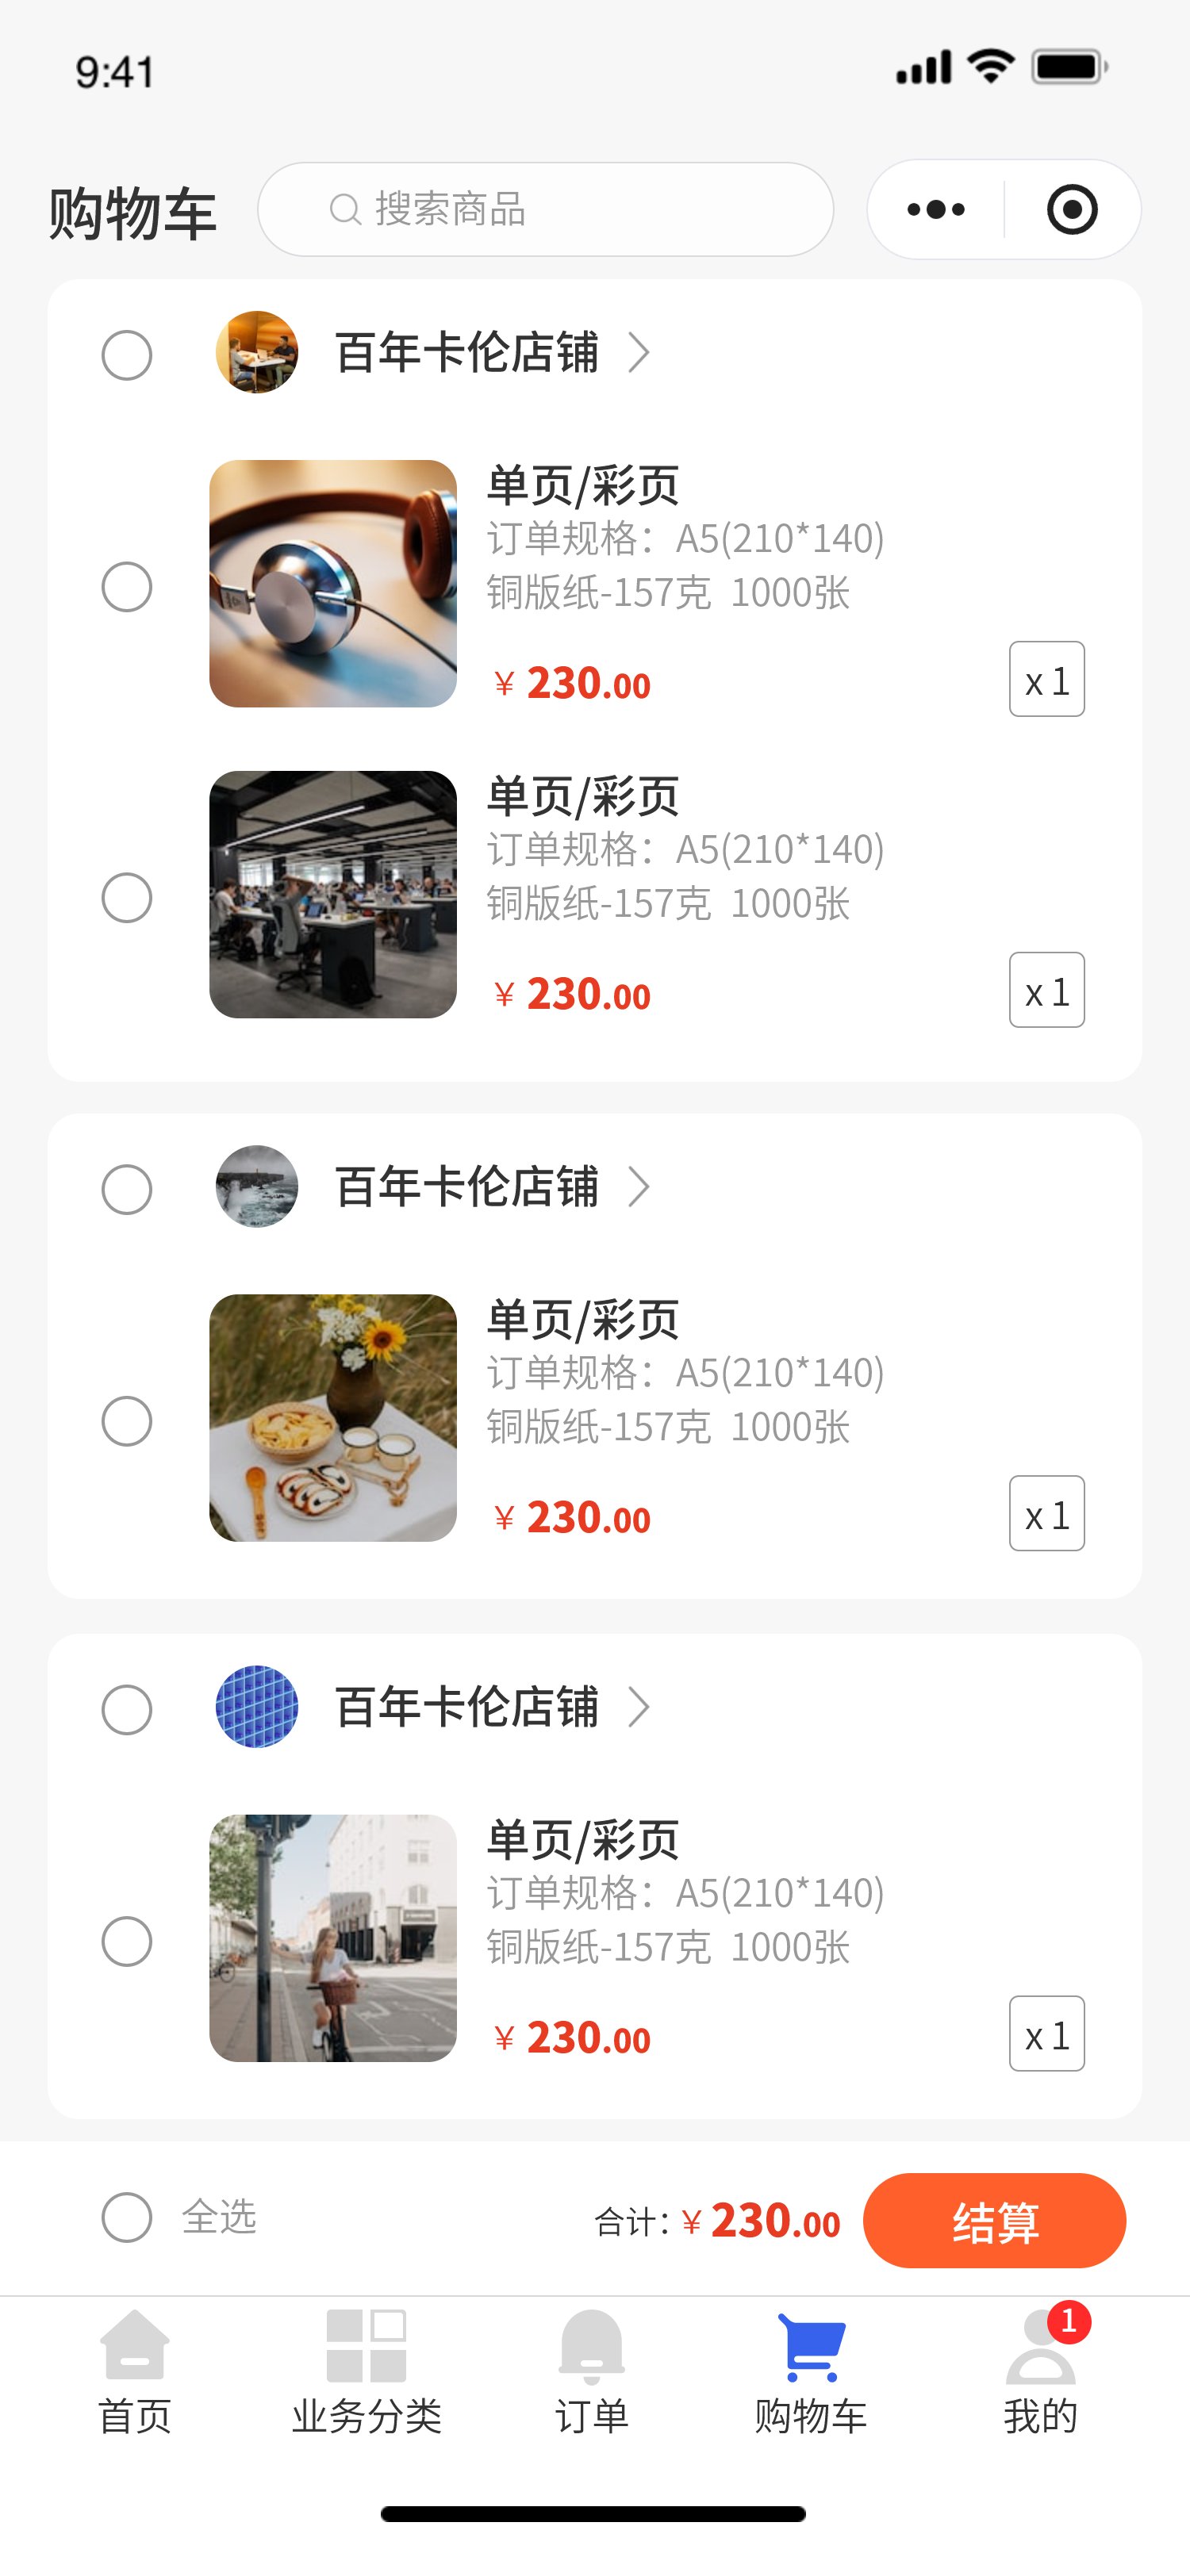 9:41
购物车
搜索商品
百年卡伦店铺
单页/彩页
订单规格：A5(210*140)
铜版纸-157克 1000张
¥ 230.00
x 1
单页/彩页
订单规格：A5(210*140)
铜版纸-157克 1000张
¥ 230.00
x 1
百年卡伦店铺
单页/彩页
订单规格：A5(210*140)
铜版纸-157克 1000张
¥ 230.00
x 1
百年卡伦店铺
单页/彩页
订单规格：A5(210*140)
铜版纸-157克 1000张
¥ 230.00
x 1
全选
合计：¥ 230.00
结算
1
首页
业务分类
订单
购物车
我的